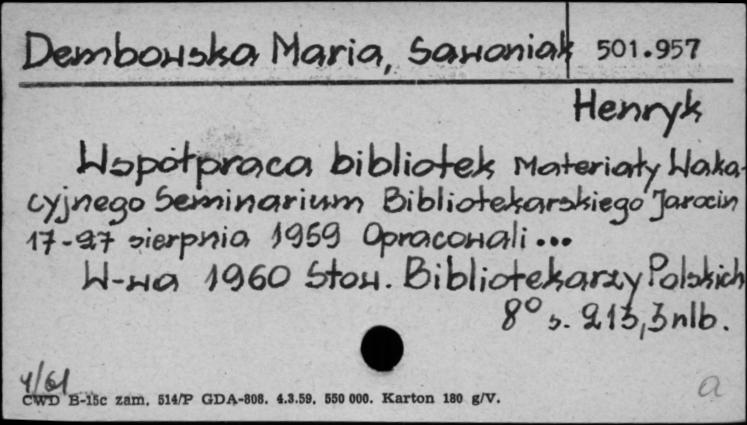 Dembowska Maria, Sawoniak 501.957
Henryk
Współpraca bibliotek Materiały Waka-
cyjnego Seminarium Bibliotekarskiego Jarocin
17-27 sierpnia 1959 Opracowali...
W-wa 1960 Stow. Bibliotekarzy Polskich
8° s. 213, 3 nlb.
4/61
a
CWD B-15c zam. 514/P GDA-808. 4.3.59. 550 000. Karton 180 g/V.